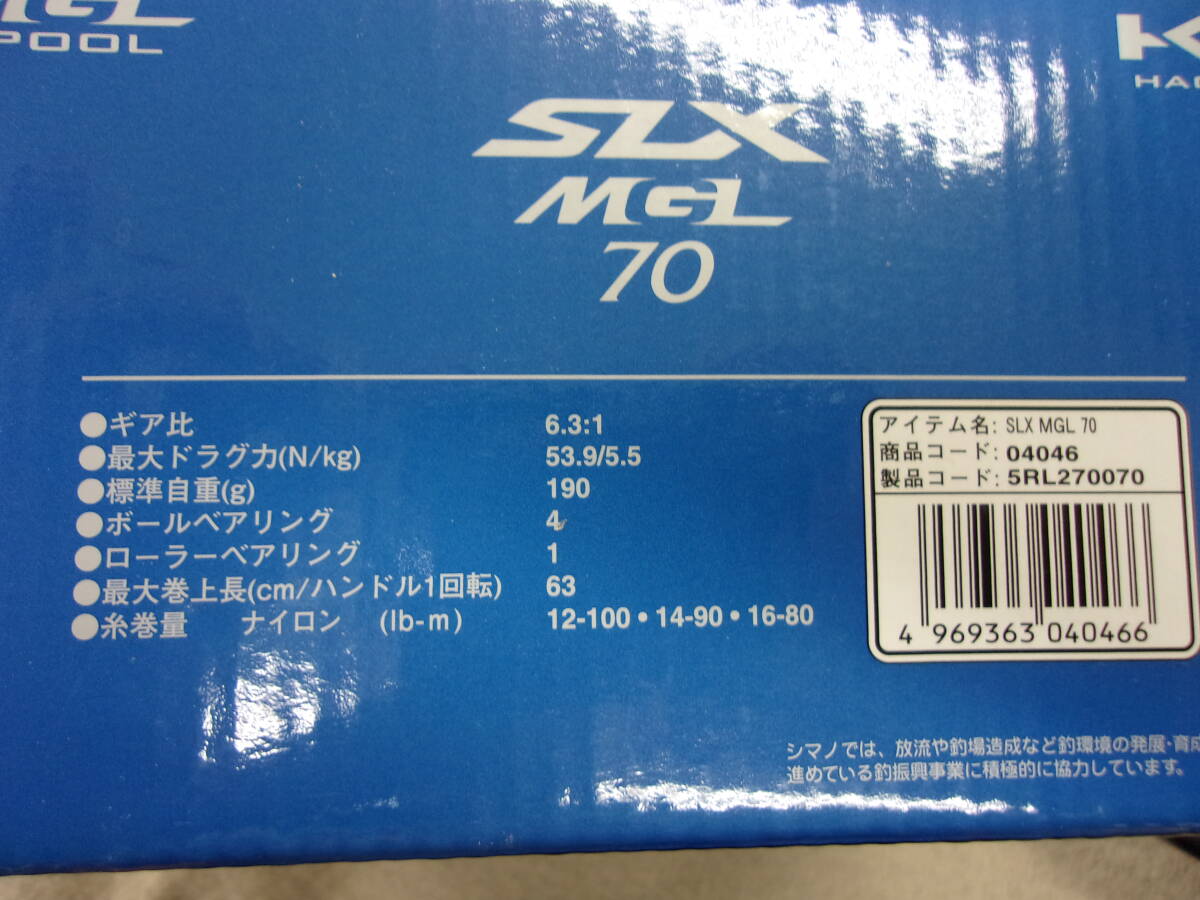 MGL
POOL
K
HAG
SLX
MGL
70
●ギア比 6.3:1
●最大ドラグ力(N/kg) 53.9/5.5
●標準自重(g) 190
●ボールベアリング 4
●ローラーベアリング 1
●最大巻上長(cm/ハンドル1回転) 63
●糸巻量 ナイロン (lb-m) 12-100・14-90・16-80
アイテム名: SLX MGL 70
商品コード: 04046
製品コード: 5RL270070
4 969363 040466
シマノでは、放流や釣場造成など釣環境の発展・育成
進めている釣振興事業に積極的に協力しています。